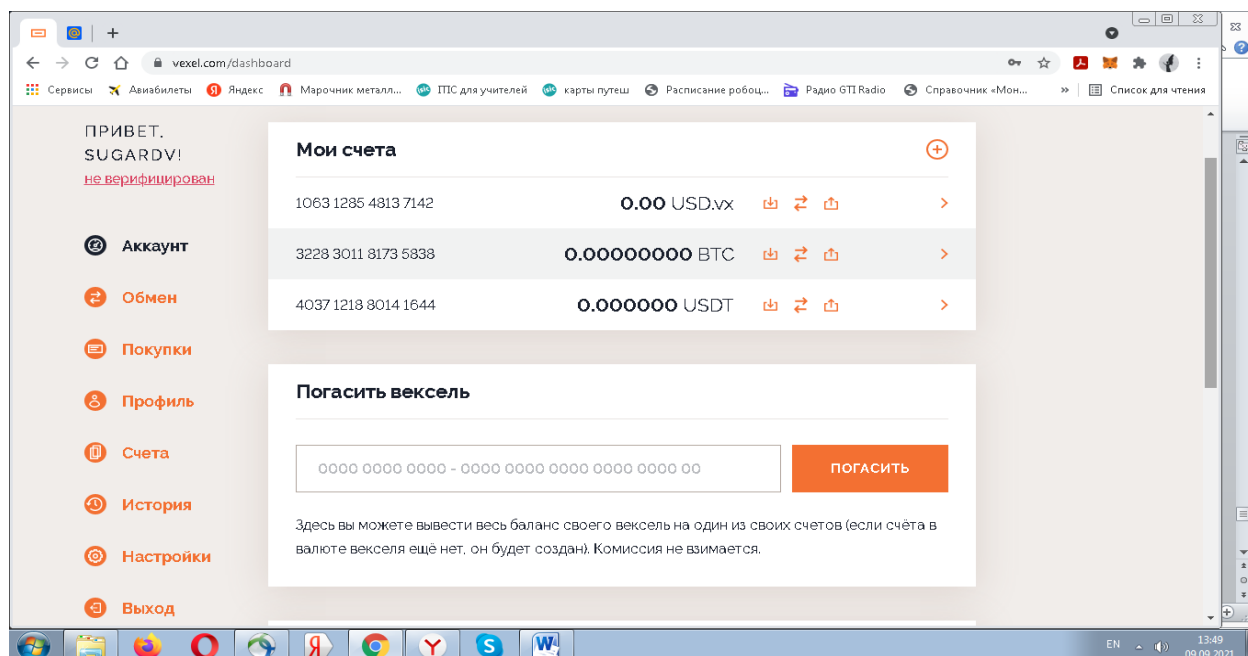 vexel.com/dashboard
Сервисы Авиабилеты Яндекс Марочник металл... ITIC для учителей карты путеш Расписание робоц... Радио GTI Radio Справочник «Мон... » Список для чтения
ПРИВЕТ,
SUGARDV!
не верифицирован
Аккаунт
Обмен
Покупки
Профиль
Счета
История
Настройки
Выход
Мои счета
1063 1285 4813 7142 0.00 USD.vx
3228 3011 8173 5838 0.00000000 BTC
4037 1218 8014 1644 0.000000 USDT
Погасить вексель
0000 0000 0000 - 0000 0000 0000 0000 0000 00 ПОГАСИТЬ
Здесь вы можете вывести весь баланс своего вексель на один из своих счетов (если счёта в
валюте векселя ещё нет, он будет создан). Комиссия не взимается.
EN 13:49
09.09.2021